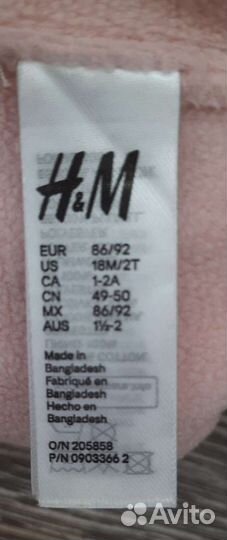 H&M
EUR 86/92
US 18M/2T
CA 1-2A
CN 49-50
MX 86/92
AUS 1½-2
Made in
Bangladesh
Fabriqué en
Bangladesh
Hecho en
Bangladesh
O/N 205858
P/N 0903366 2
Avito